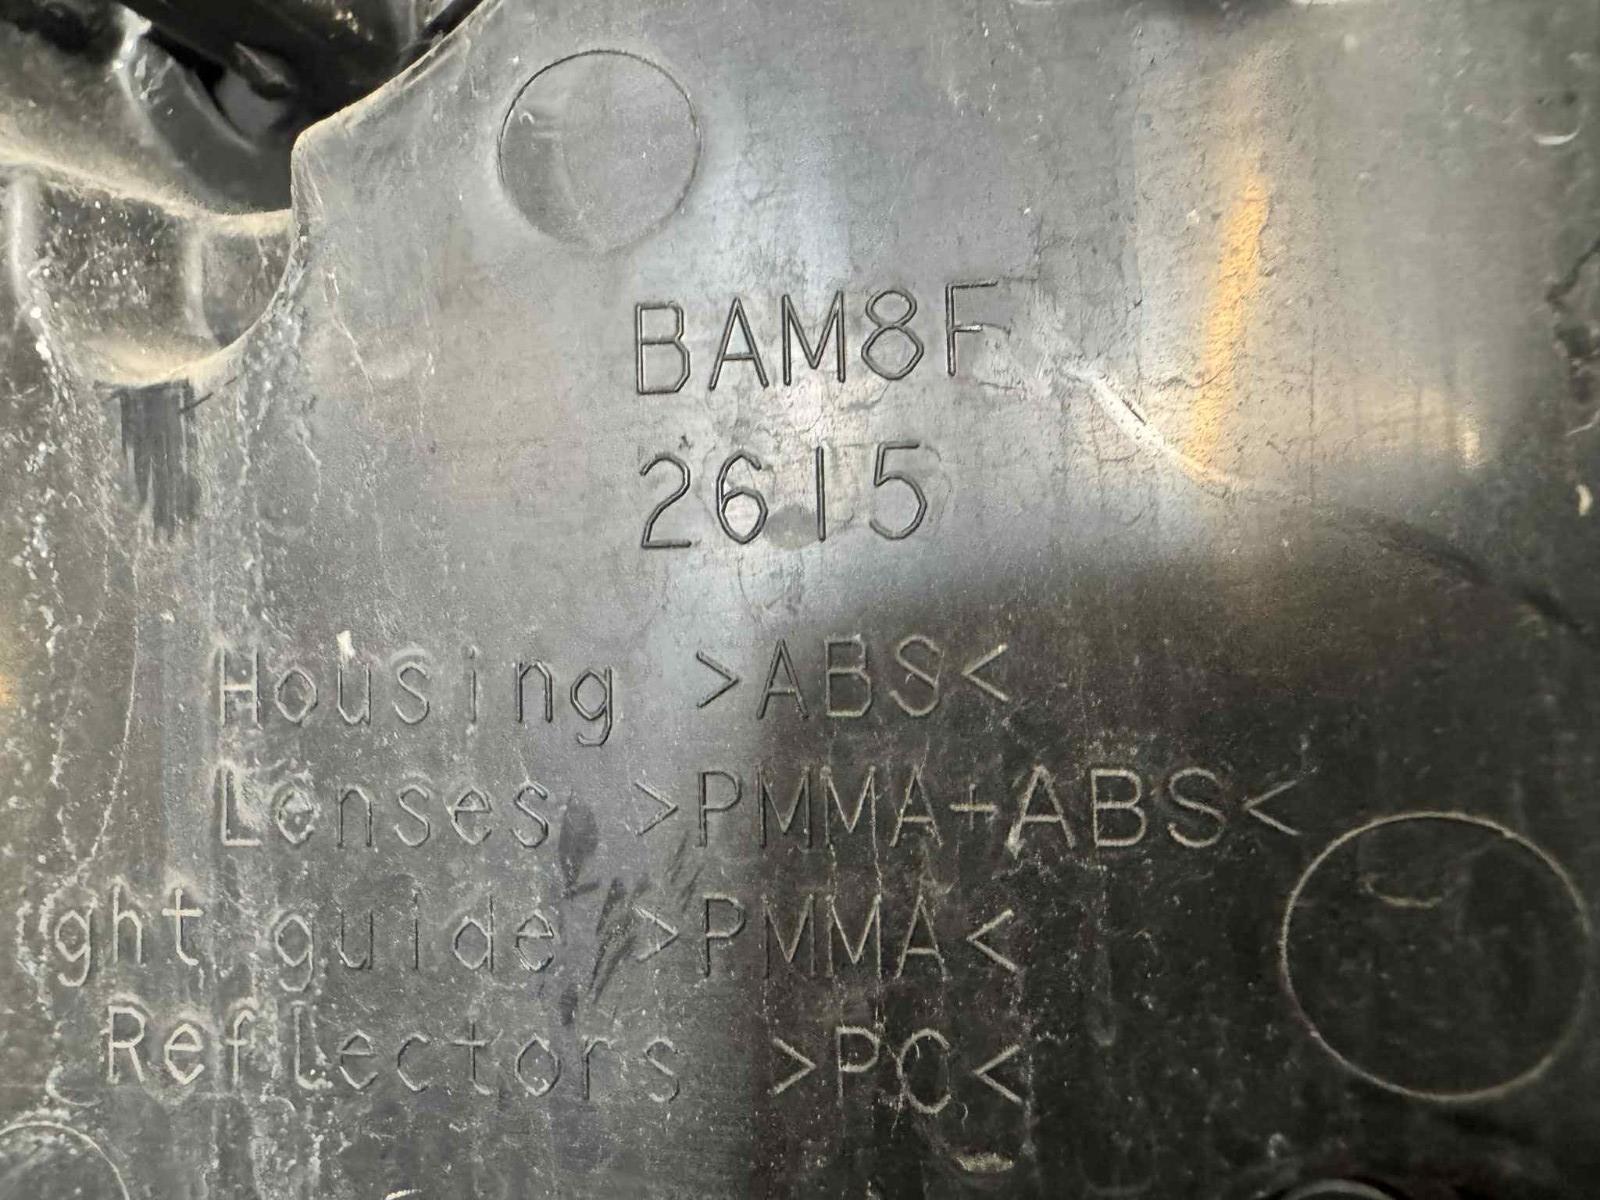 BAM8F
2615
Housing >ABS<
Lenses >PMMA+ABS<
ght guide >PMMA<
Reflectors >PC<